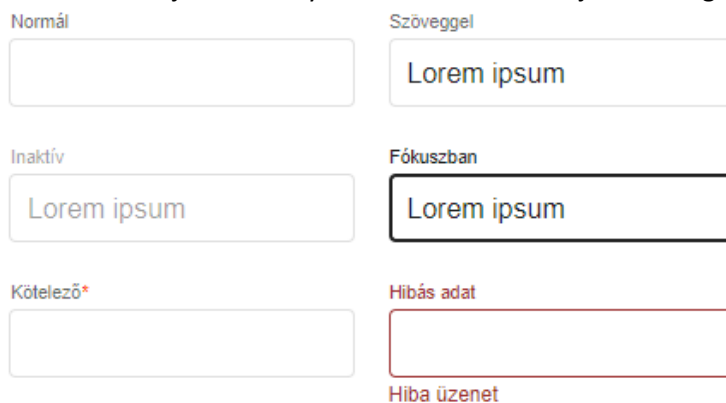 Normál
Szöveggel
Lorem ipsum
Inaktív
Fókuszban
Lorem ipsum
Lorem ipsum
Kötelező*
Hibás adat
Hiba üzenet